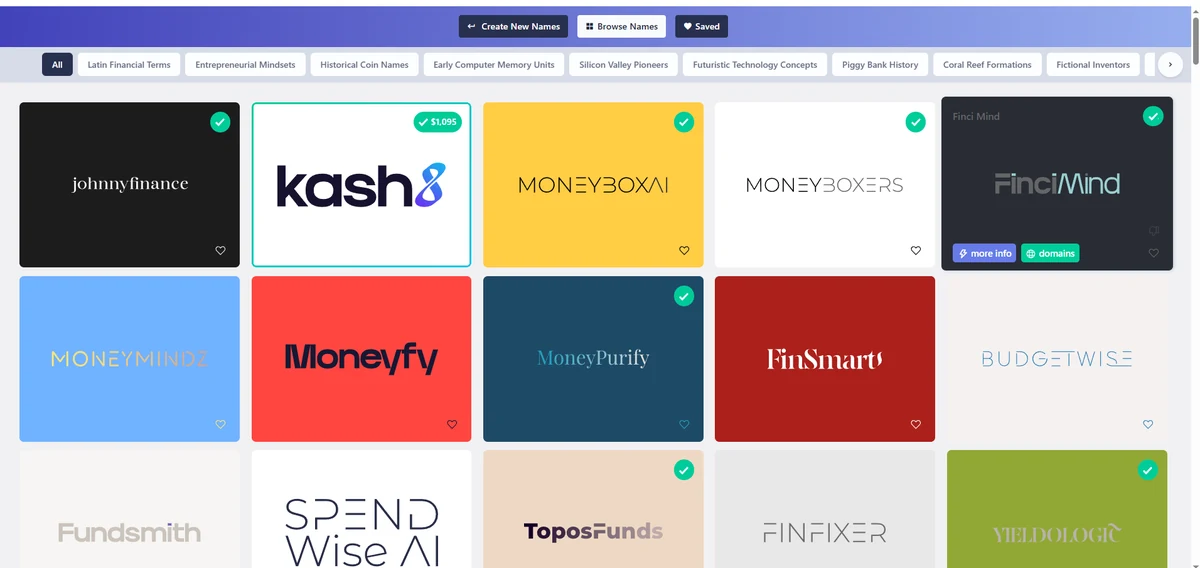 Create New Names
Browse Names
Saved
All
Latin Financial Terms
Entrepreneurial Mindsets
Historical Coin Names
Early Computer Memory Units
Silicon Valley Pioneers
Futuristic Technology Concepts
Piggy Bank History
Coral Reef Formations
Fictional Inventors
johnnyfinance
$1,095
kash8
MONEYBOXAI
MONEYBOXERS
Finci Mind
FinciMind
more info
domains
MONEYMINDZ
Moneyfy
MoneyPurify
FinSmart
BUDGETWISE
Fundsmith
SPEND
Wise AI
ToposFunds
FINFIXER
YIELDOLOGIC